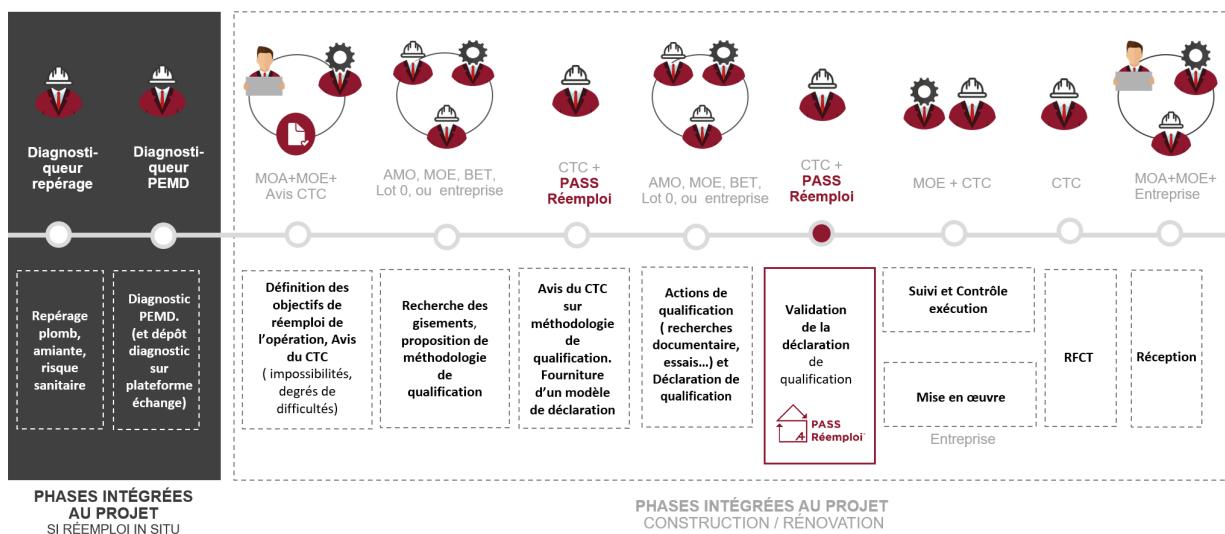 Diagnosti-
queur
repérage
Diagnosti-
queur
PEMD
MOA+MOE+
Avis CTC
AMO, MOE, BET,
Lot 0, ou entreprise
CTC +
PASS
Réemploi
AMO, MOE, BET,
Lot 0, ou entreprise
CTC +
PASS
Réemploi
MOE + CTC
CTC
MOA+MOE+
Entreprise
Repérage
plomb,
amiante,
risque
sanitaire
Diagnostic
PEMD.
(et dépôt
diagnostic
sur
plateforme
échange)
Définition des
objectifs de
réemploi de
l’opération, Avis
du CTC
( impossibilités,
degrés de
difficultés)
Recherche des
gisements,
proposition de
méthodologie
de
qualification
Avis du CTC
sur
méthodologie
de
qualification.
Fourniture
d’un modèle
de déclaration
Actions de
qualification
( recherches
documentaire,
essais…) et
Déclaration de
qualification
Validation
de la
déclaration
de
qualification
PASS
Réemploi
Suivi et Contrôle
exécution
Mise en œuvre
Entreprise
RFCT
Réception
PHASES INTÉGRÉES
AU PROJET
SI RÉEMPLOI IN SITU
PHASES INTÉGRÉES AU PROJET
CONSTRUCTION / RÉNOVATION